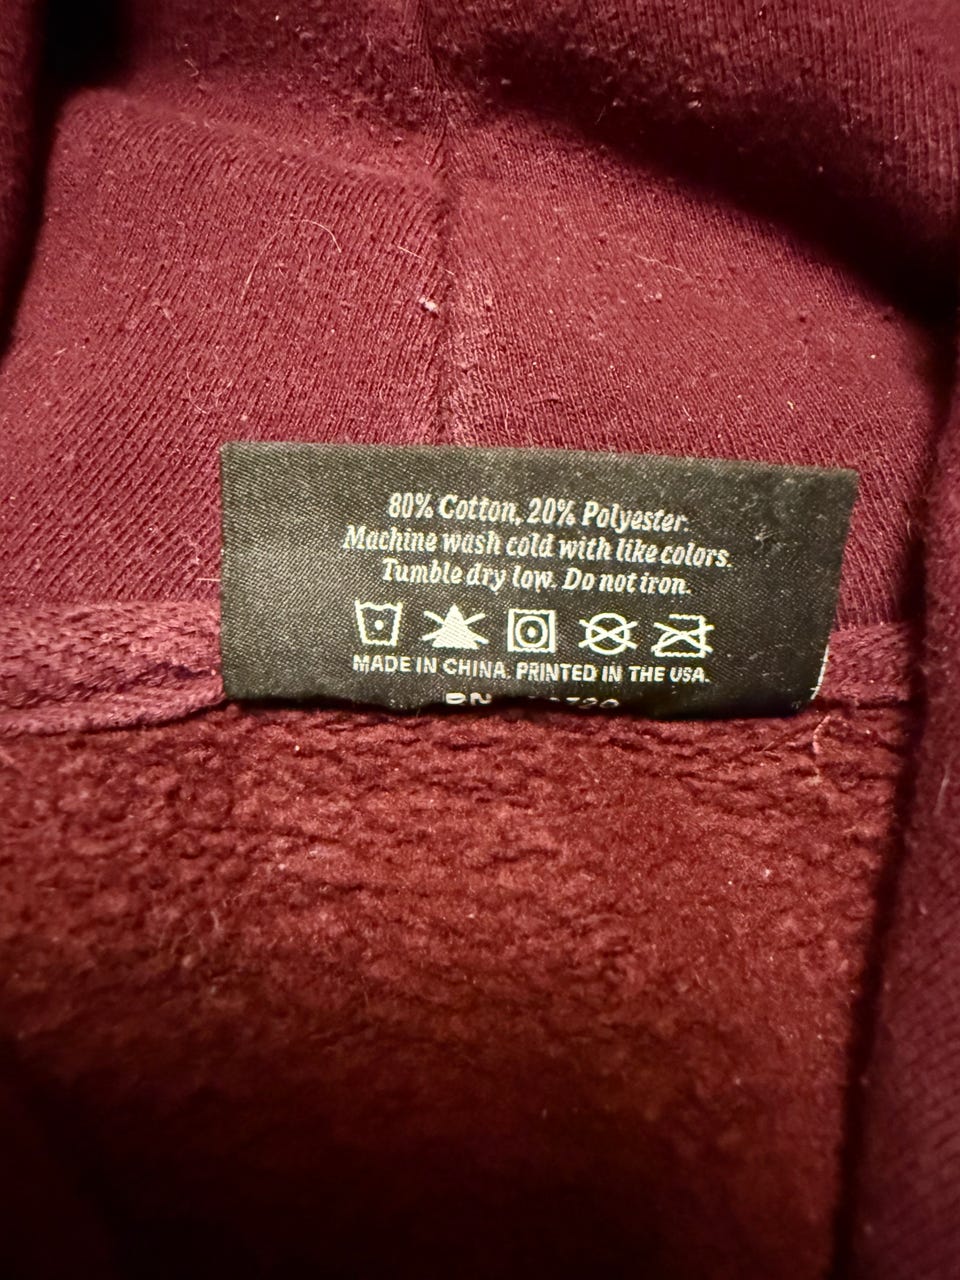 80% Cotton, 20% Polyester.
Machine wash cold with like colors.
Tumble dry low. Do not iron.
MADE IN CHINA. PRINTED IN THE USA.